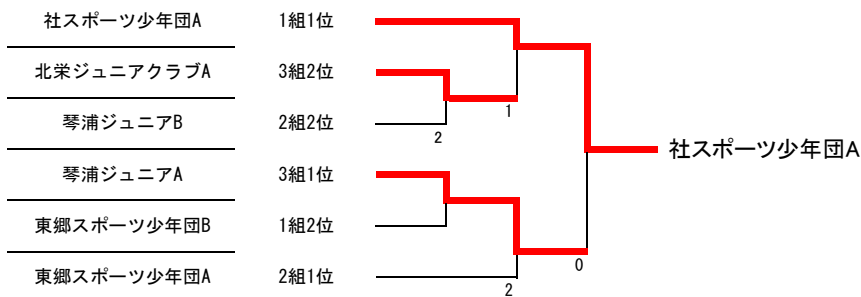 社スポーツ少年団A 1組1位
北栄ジュニアクラブA 3組2位
1
琴浦ジュニアB 2組2位
2
社スポーツ少年団A
琴浦ジュニアA 3組1位
東郷スポーツ少年団B 1組2位
0
東郷スポーツ少年団A 2組1位
2